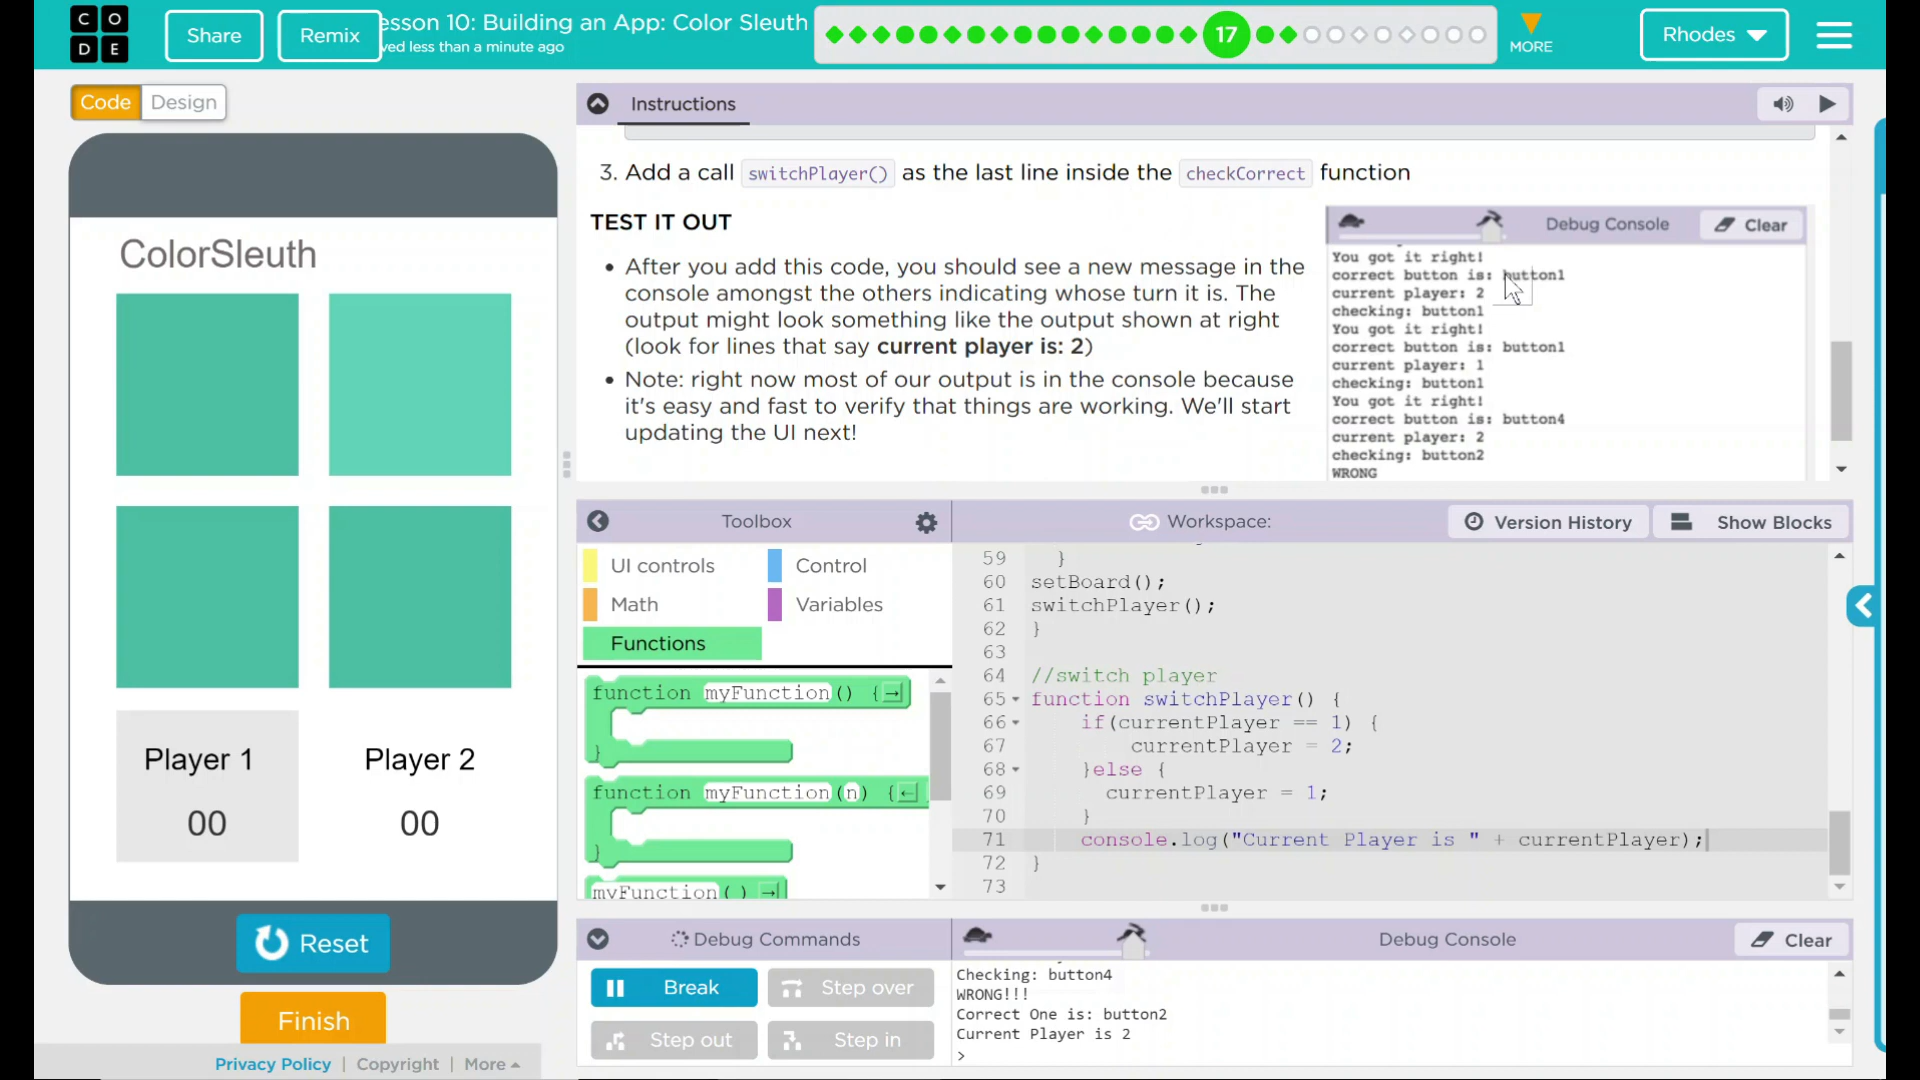 CODE
Share
Remix
esson 10: Building an App: Color Sleuth
ved less than a minute ago
17
MORE
Rhodes
Code
Design
Instructions
3. Add a call switchPlayer() as the last line inside the checkCorrect function
TEST IT OUT
• After you add this code, you should see a new message in the
console amongst the others indicating whose turn it is. The
output might look something like the output shown at right
(look for lines that say current player is: 2)
• Note: right now most of our output is in the console because
it's easy and fast to verify that things are working. We'll start
updating the UI next!
Debug Console
Clear
You got it right!
correct button is: button1
current player: 2
checking: button1
You got it right!
correct button is: button1
current player: 1
checking: button1
You got it right!
correct button is: button4
current player: 2
checking: button2
WRONG
ColorSleuth
Player 1
00
Player 2
00
Reset
Finish
Privacy Policy | Copyright | More
Toolbox
UI controls
Control
Math
Variables
Functions
function myFunction() {
}
function myFunction(n) {
}
myFunction()
Workspace:
Version History
Show Blocks
59 }
60 setBoard();
61 switchPlayer();
62 }
63
64 //switch player
65 function switchPlayer() {
66 if(currentPlayer == 1) {
67 currentPlayer = 2;
68 }else {
69 currentPlayer = 1;
70 }
71 console.log("Current Player is " + currentPlayer);
72 }
73
Debug Commands
Break
Step over
Step out
Step in
Debug Console
Clear
Checking: button4
WRONG!!!
Correct One is: button2
Current Player is 2
>